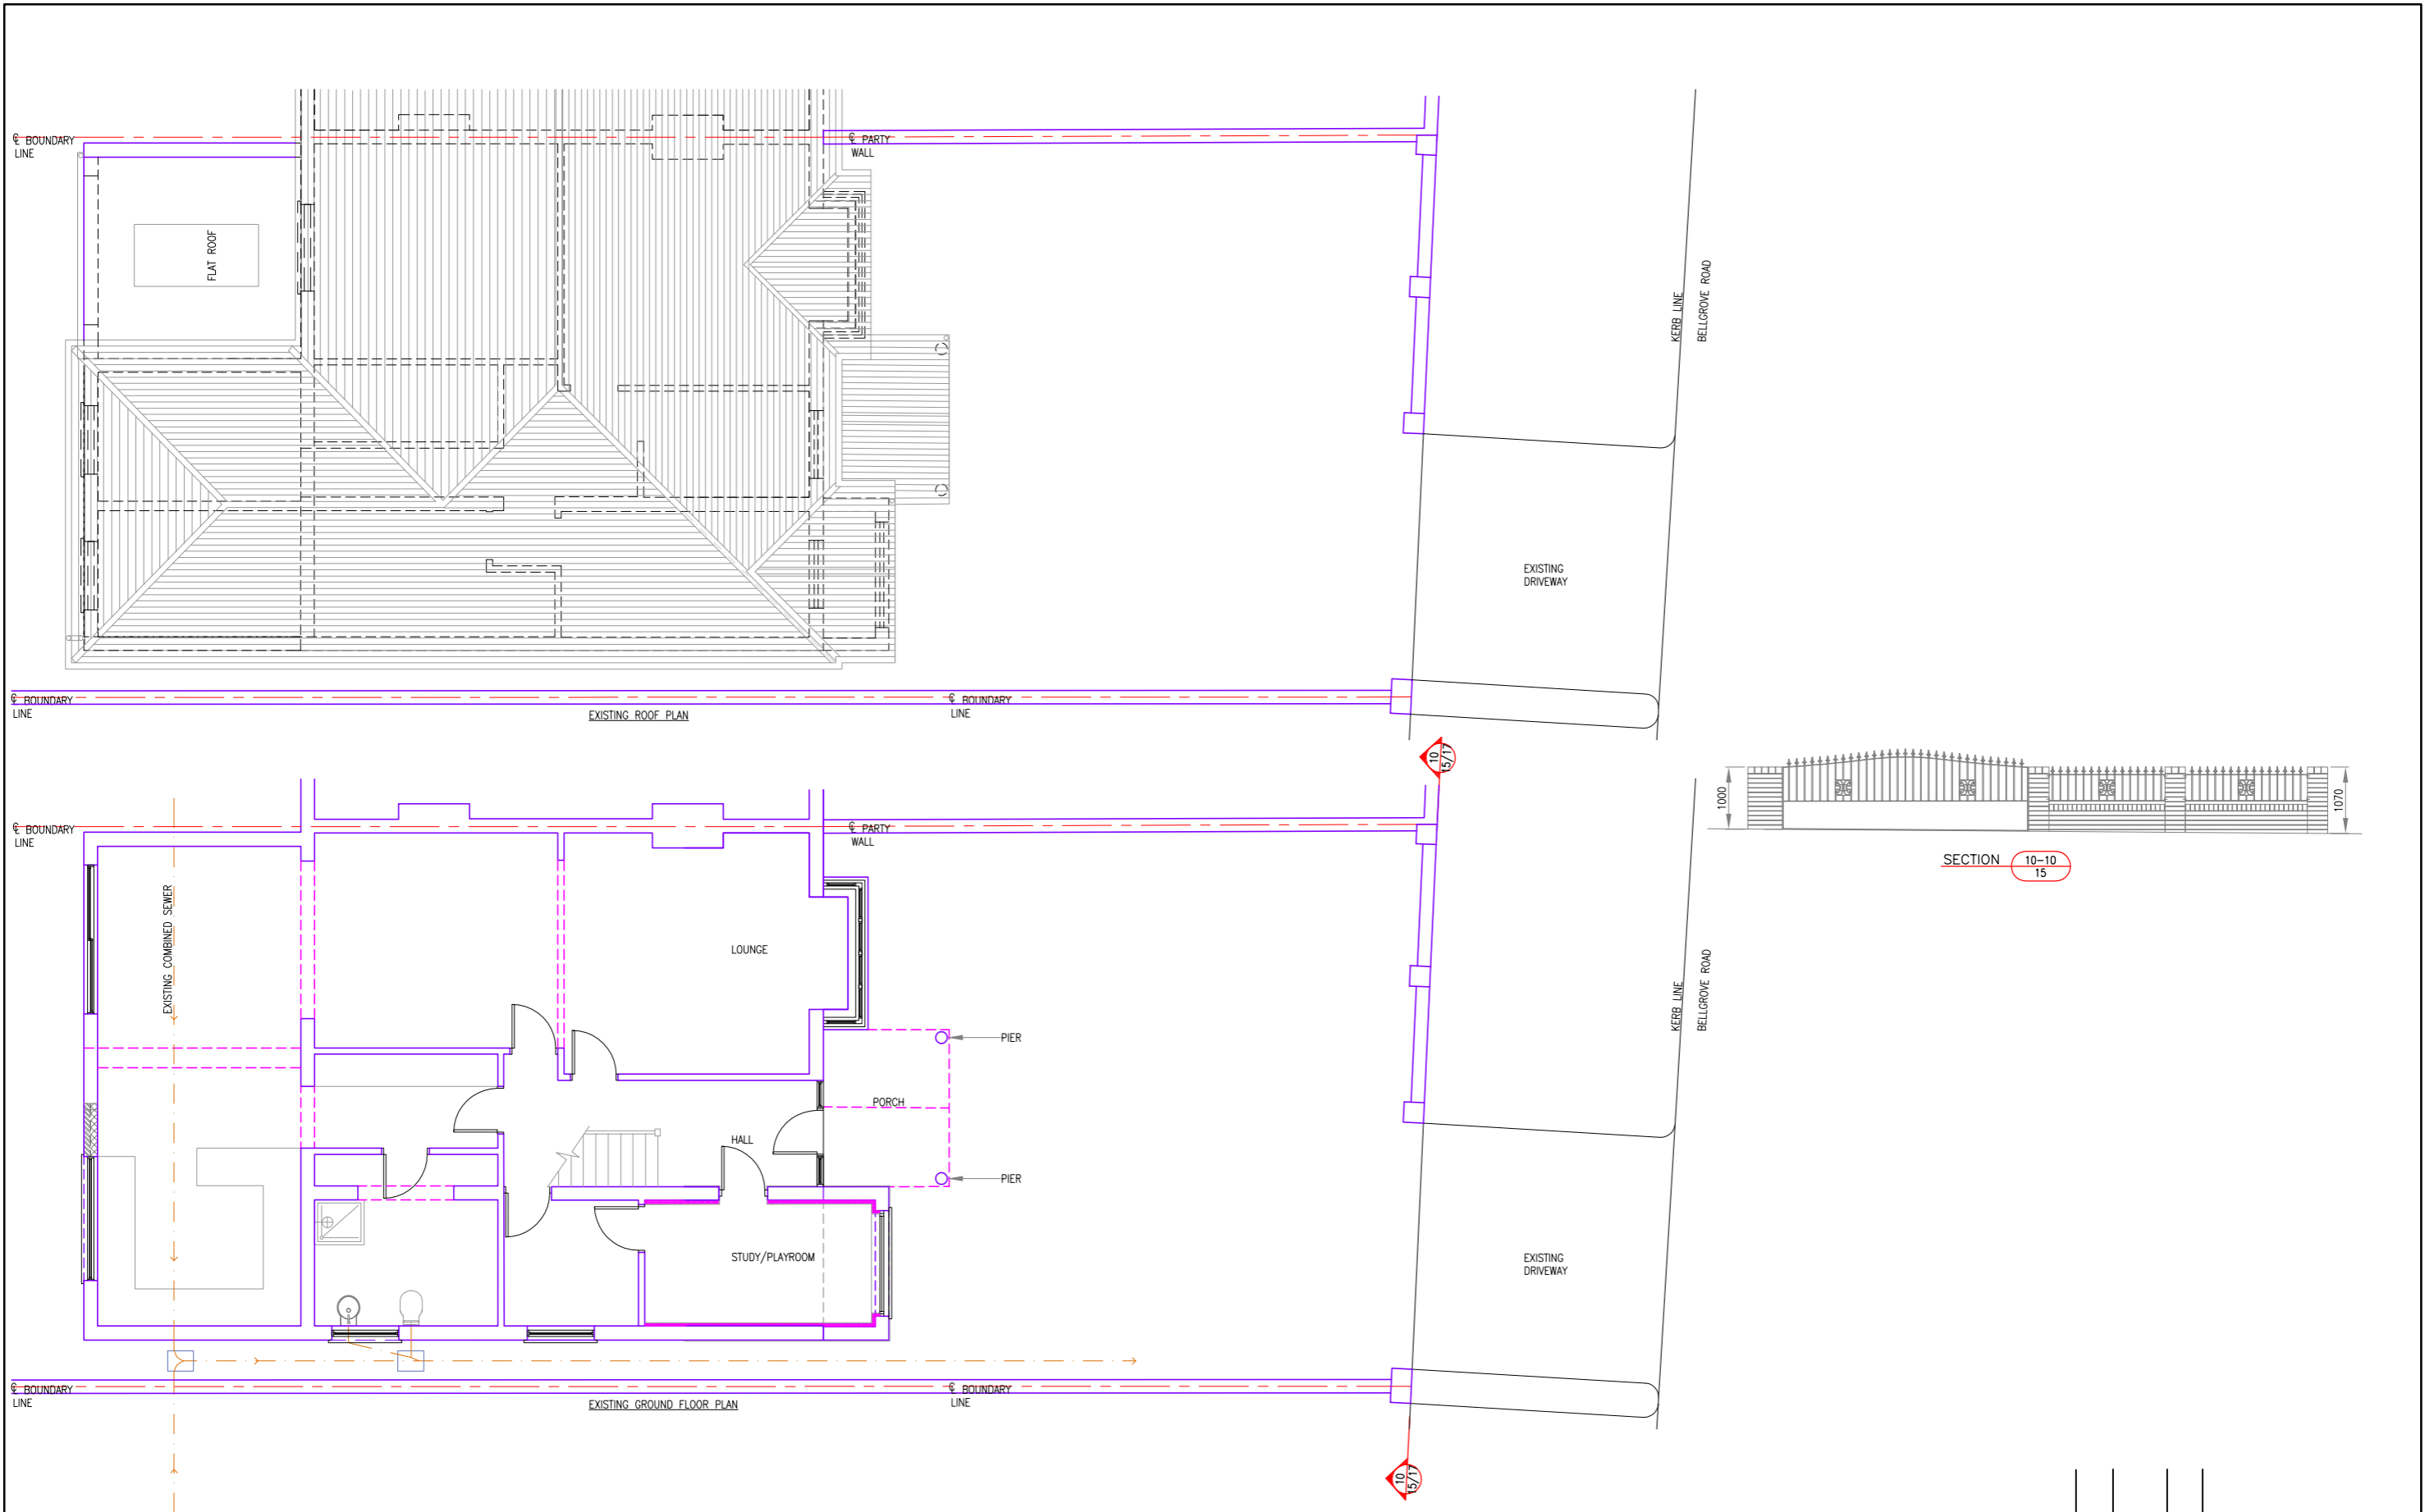 ℄ BOUNDARY
LINE
℄ PARTY
WALL
FLAT ROOF
KERB LINE
BELLGROVE ROAD
EXISTING
DRIVEWAY
℄ BOUNDARY
LINE
EXISTING ROOF PLAN
℄ BOUNDARY
LINE
10
15/17
1000
1070
SECTION 10-10
15
℄ BOUNDARY
LINE
℄ PARTY
WALL
EXISTING COMBINED SEWER
LOUNGE
KERB LINE
BELLGROVE ROAD
PIER
PORCH
HALL
PIER
STUDY/PLAYROOM
EXISTING
DRIVEWAY
℄ BOUNDARY
LINE
EXISTING GROUND FLOOR PLAN
℄ BOUNDARY
LINE
10
15/17